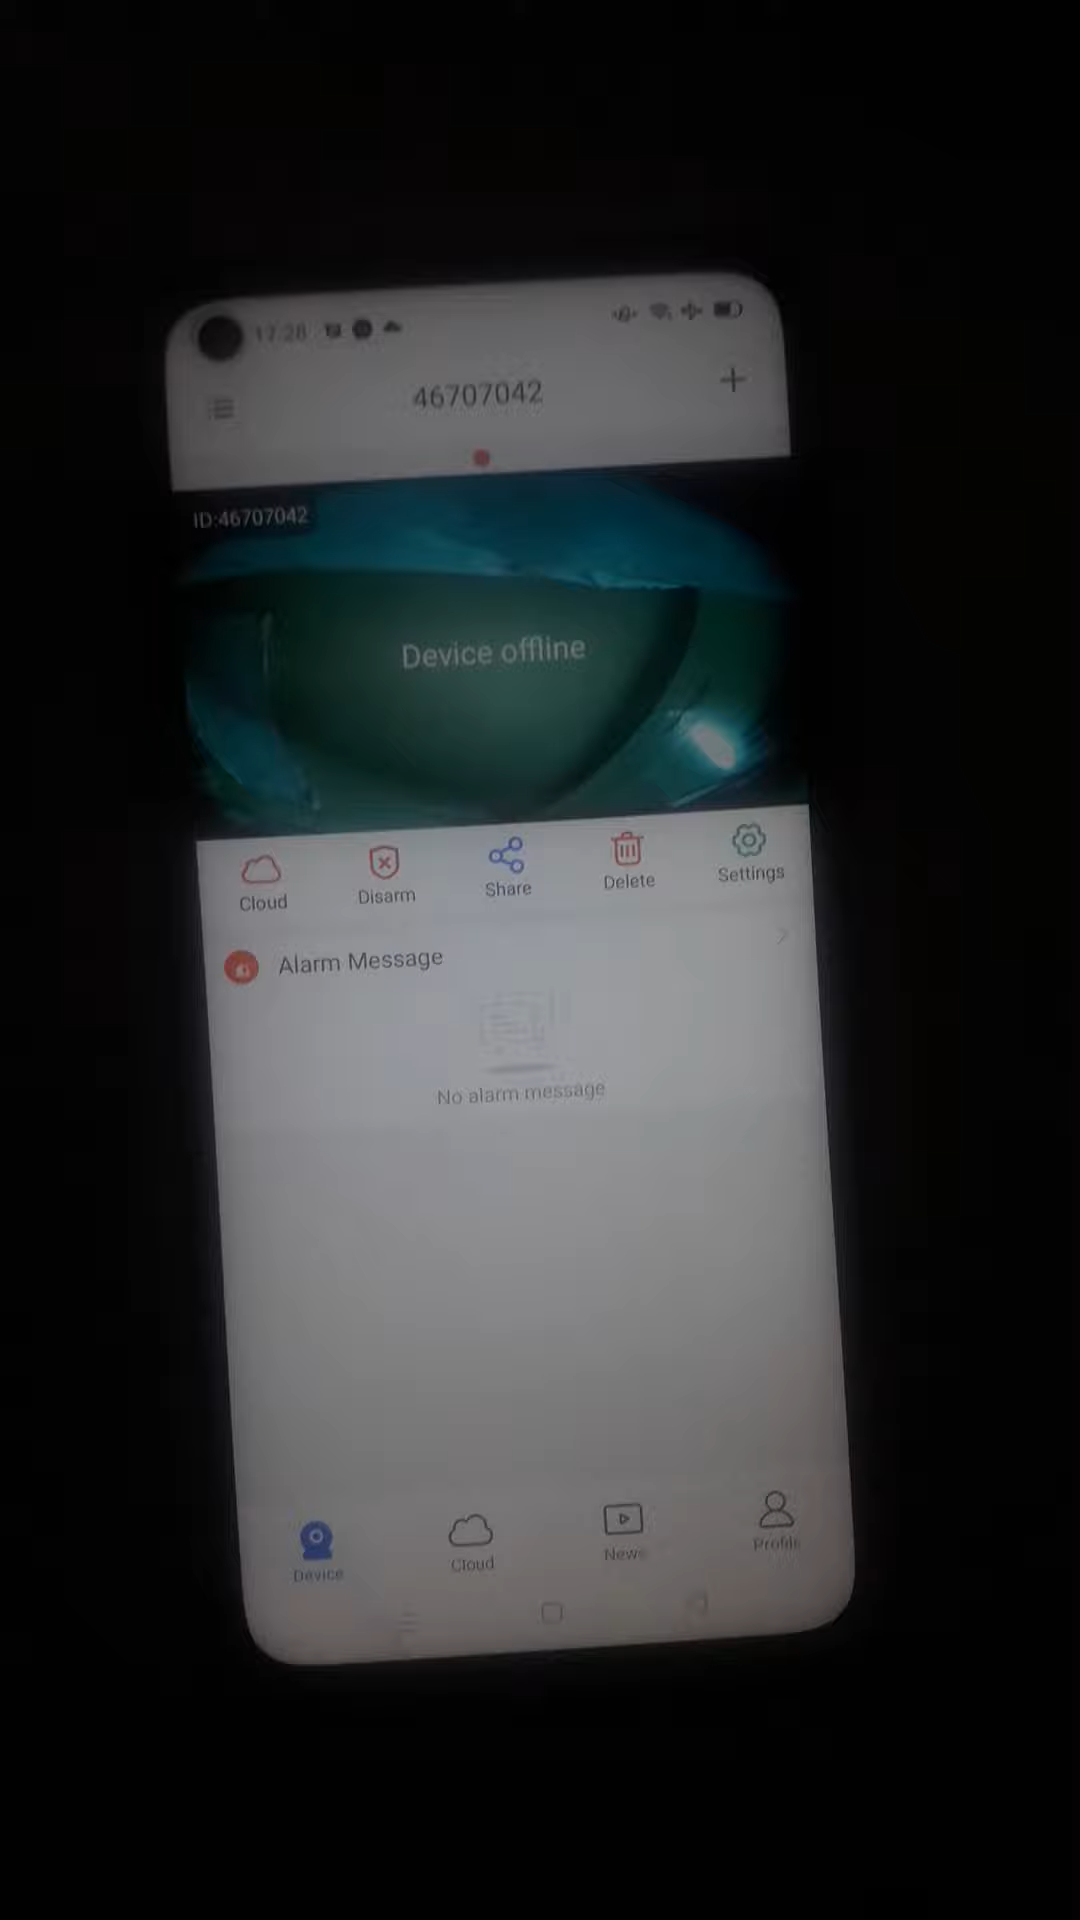 17:28
46707042
ID:46707042
Device offline
Cloud Disarm Share Delete Settings
Alarm Message
No alarm message
Device Cloud News Profile